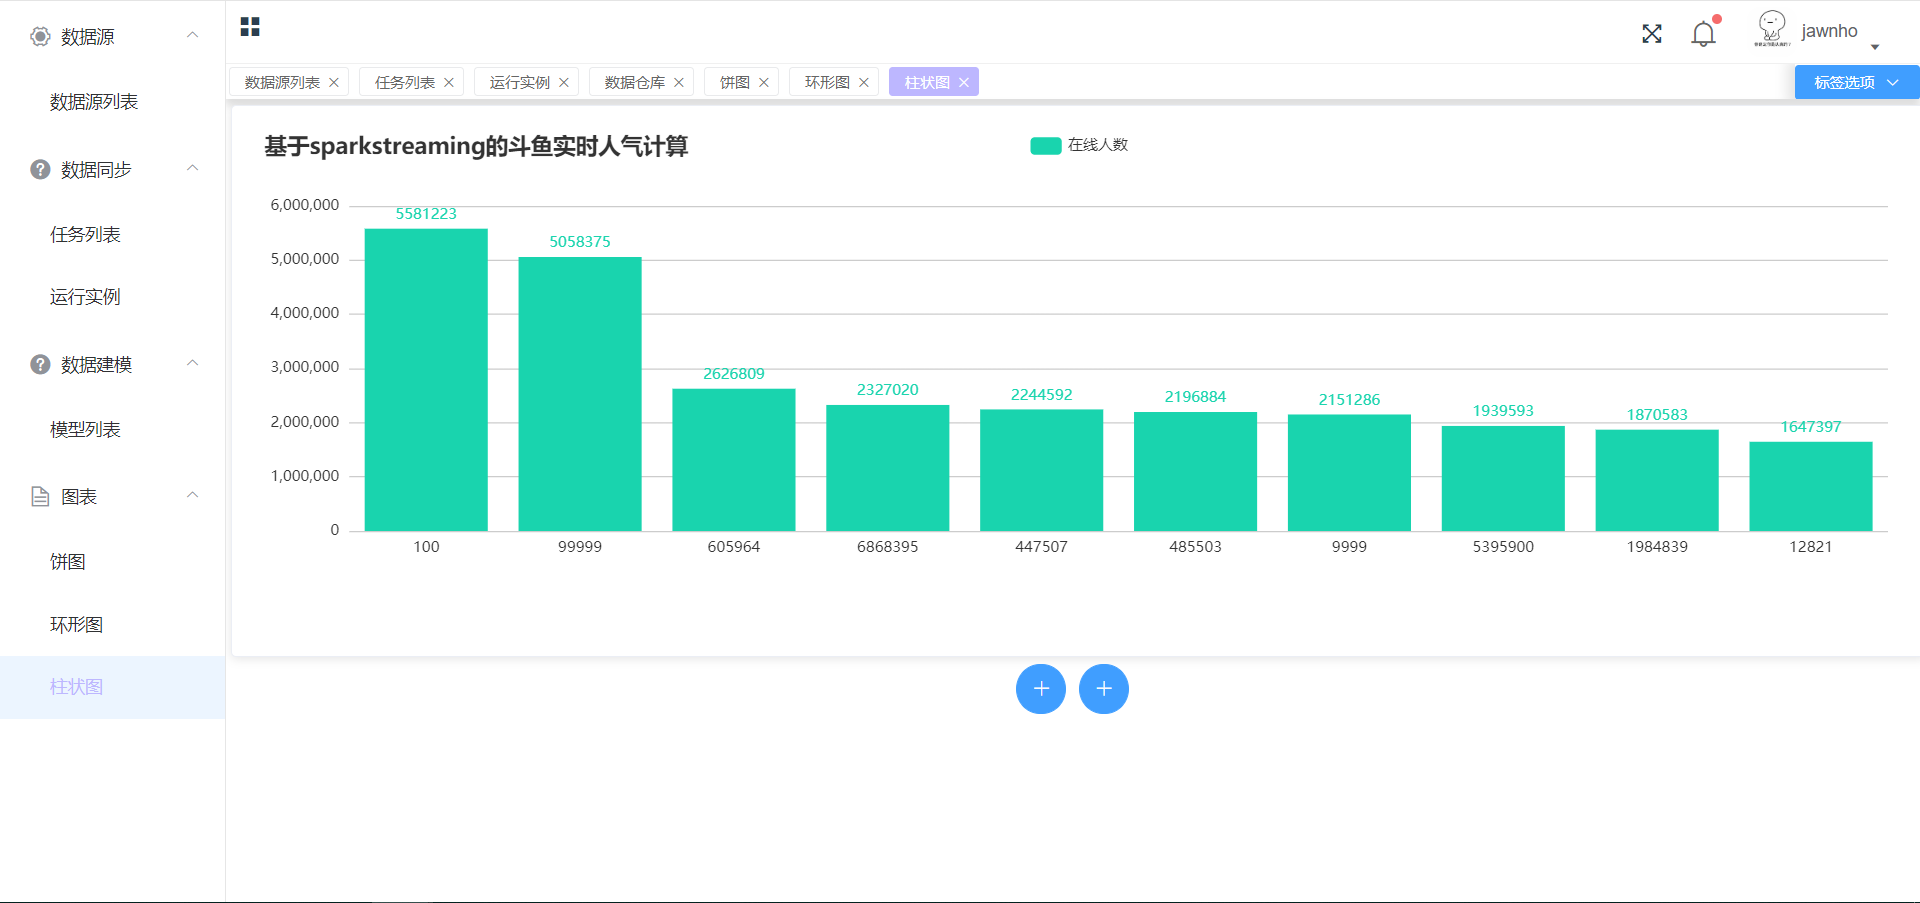 数据源
数据源列表
数据同步
任务列表
运行实例
数据建模
模型列表
图表
饼图
环形图
柱状图
jawnho
数据源列表 任务列表 运行实例 数据仓库 饼图 环形图 柱状图 标签选项
基于sparkstreaming的斗鱼实时人气计算
在线人数
6,000,000
5,000,000
4,000,000
3,000,000
2,000,000
1,000,000
0
5581223 5058375 2626809 2327020 2244592 2196884 2151286 1939593 1870583 1647397
100 99999 605964 6868395 447507 485503 9999 5395900 1984839 12821